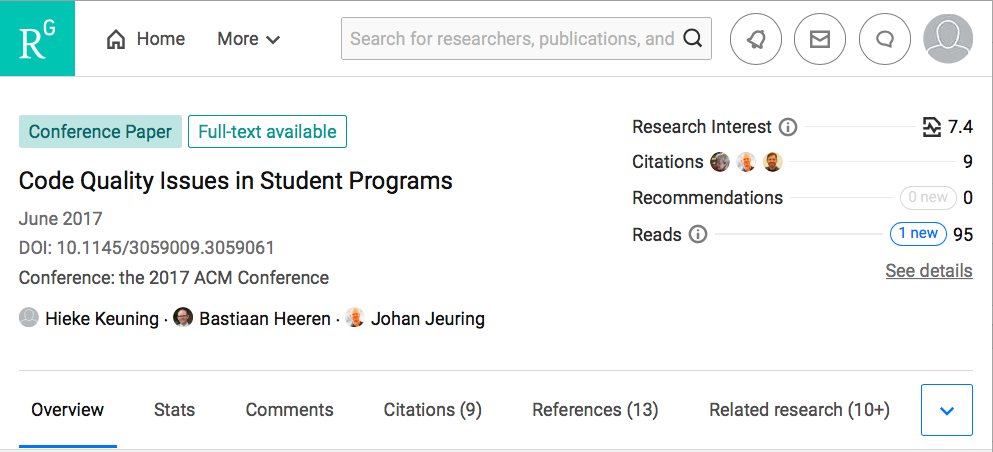 RG Home More Search for researchers, publications, and
Conference Paper Full-text available
Research Interest 7.4
Code Quality Issues in Student Programs
Citations 9
June 2017
Recommendations 0 new 0
DOI: 10.1145/3059009.3059061
Reads 1 new 95
Conference: the 2017 ACM Conference
See details
Hieke Keuning · Bastiaan Heeren · Johan Jeuring
Overview Stats Comments Citations (9) References (13) Related research (10+)